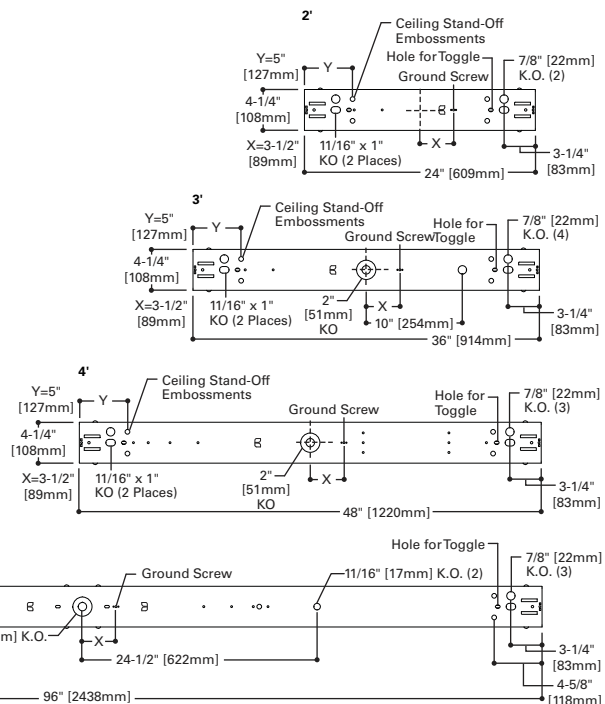 2'
Ceiling Stand-Off
Embossments
Y=5"
[127mm]
Y
Hole for Toggle
7/8" [22mm]
K.O. (2)
Ground Screw
4-1/4"
[108mm]
X=3-1/2"
[89mm]
11/16" x 1"
KO (2 Places)
X
3-1/4"
[83mm]
24" [609mm]
3'
Y=5"
[127mm]
Y
Ceiling Stand-Off
Embossments
Ground Screw
Hole for
Toggle
7/8" [22mm]
K.O. (4)
4-1/4"
[108mm]
X=3-1/2"
[89mm]
11/16" x 1"
KO (2 Places)
2"
[51mm]
KO
X
10" [254mm]
3-1/4"
[83mm]
36" [914mm]
4'
Y=5"
[127mm]
Y
Ceiling Stand-Off
Embossments
Ground Screw
Hole for
Toggle
7/8" [22mm]
K.O. (3)
4-1/4"
[108mm]
X=3-1/2"
[89mm]
11/16" x 1"
KO (2 Places)
2"
[51mm]
KO
X
3-1/4"
[83mm]
48" [1220mm]
Hole for Toggle
Ground Screw
11/16" [17mm] K.O. (2)
7/8" [22mm]
K.O. (3)
m] K.O.
X
24-1/2" [622mm]
3-1/4"
[83mm]
4-5/8"
[118mm]
96" [2438mm]